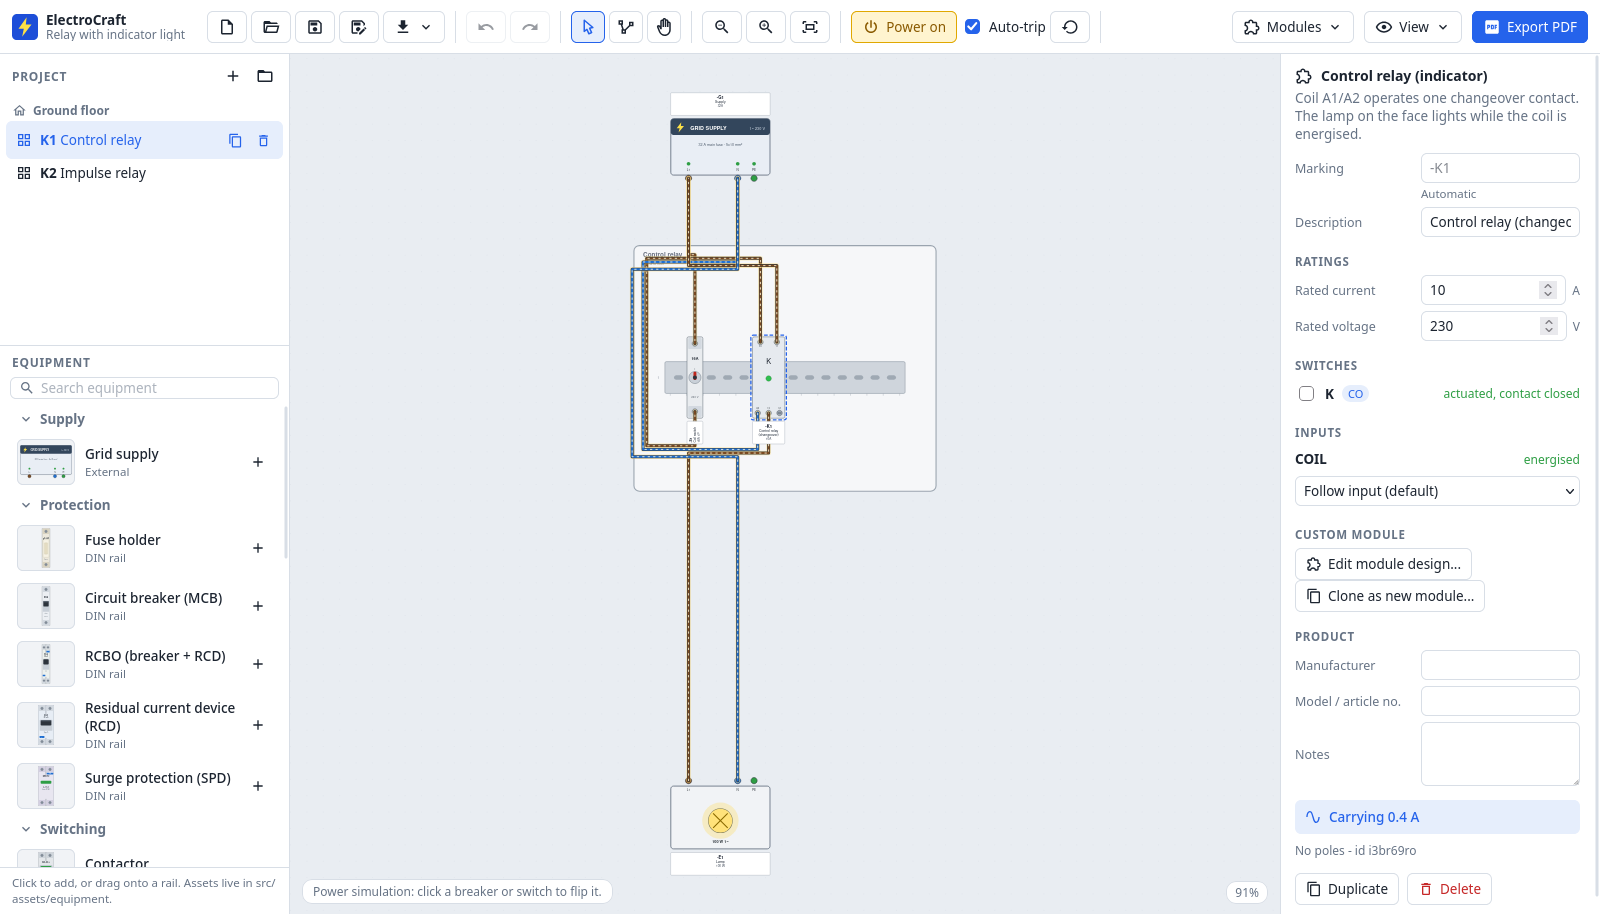 ElectroCraft
Relay with indicator light
Power on
Auto-trip
Modules
View
PDF
Export PDF
PROJECT
Ground floor
K1 Control relay
K2 Impulse relay
EQUIPMENT
Search equipment
Supply
Grid supply
External
Protection
Fuse holder
DIN rail
Circuit breaker (MCB)
DIN rail
RCBO (breaker + RCD)
DIN rail
Residual current device
(RCD)
DIN rail
Surge protection (SPD)
DIN rail
Switching
Contactor
Click to add, or drag onto a rail. Assets live in src/
assets/equipment.
GRID SUPPLY
Control relay
K
Power simulation: click a breaker or switch to flip it.
91%
Control relay (indicator)
Coil A1/A2 operates one changeover contact.
The lamp on the face lights while the coil is
energised.
Marking
-K1
Automatic
Description
Control relay (changec
RATINGS
Rated current
10
A
Rated voltage
230
V
SWITCHES
K
CO
actuated, contact closed
INPUTS
COIL
energised
Follow input (default)
CUSTOM MODULE
Edit module design...
Clone as new module...
PRODUCT
Manufacturer
Model / article no.
Notes
Carrying 0.4 A
No poles - id i3br69ro
Duplicate
Delete